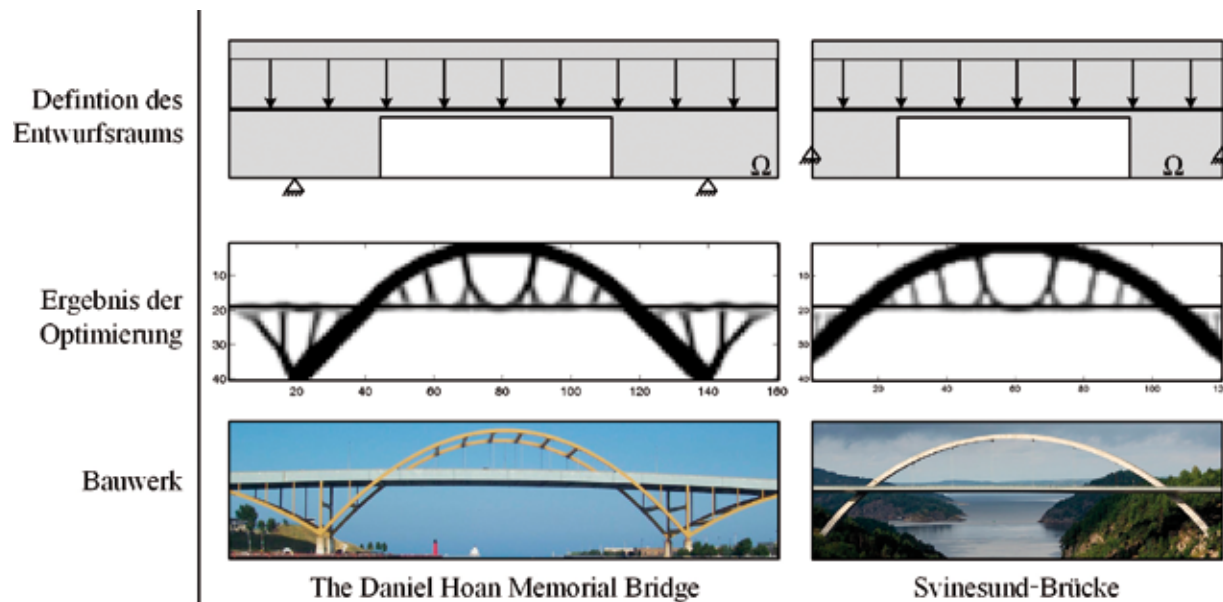 Defintion des
Entwurfsraums
Ω
Ω
Ergebnis der
Optimierung
10
20
30
40
20
40
60
80
100
120
140
160
10
20
30
40
20
40
60
80
100
120
Bauwerk
The Daniel Hoan Memorial Bridge
Svinesund-Brücke